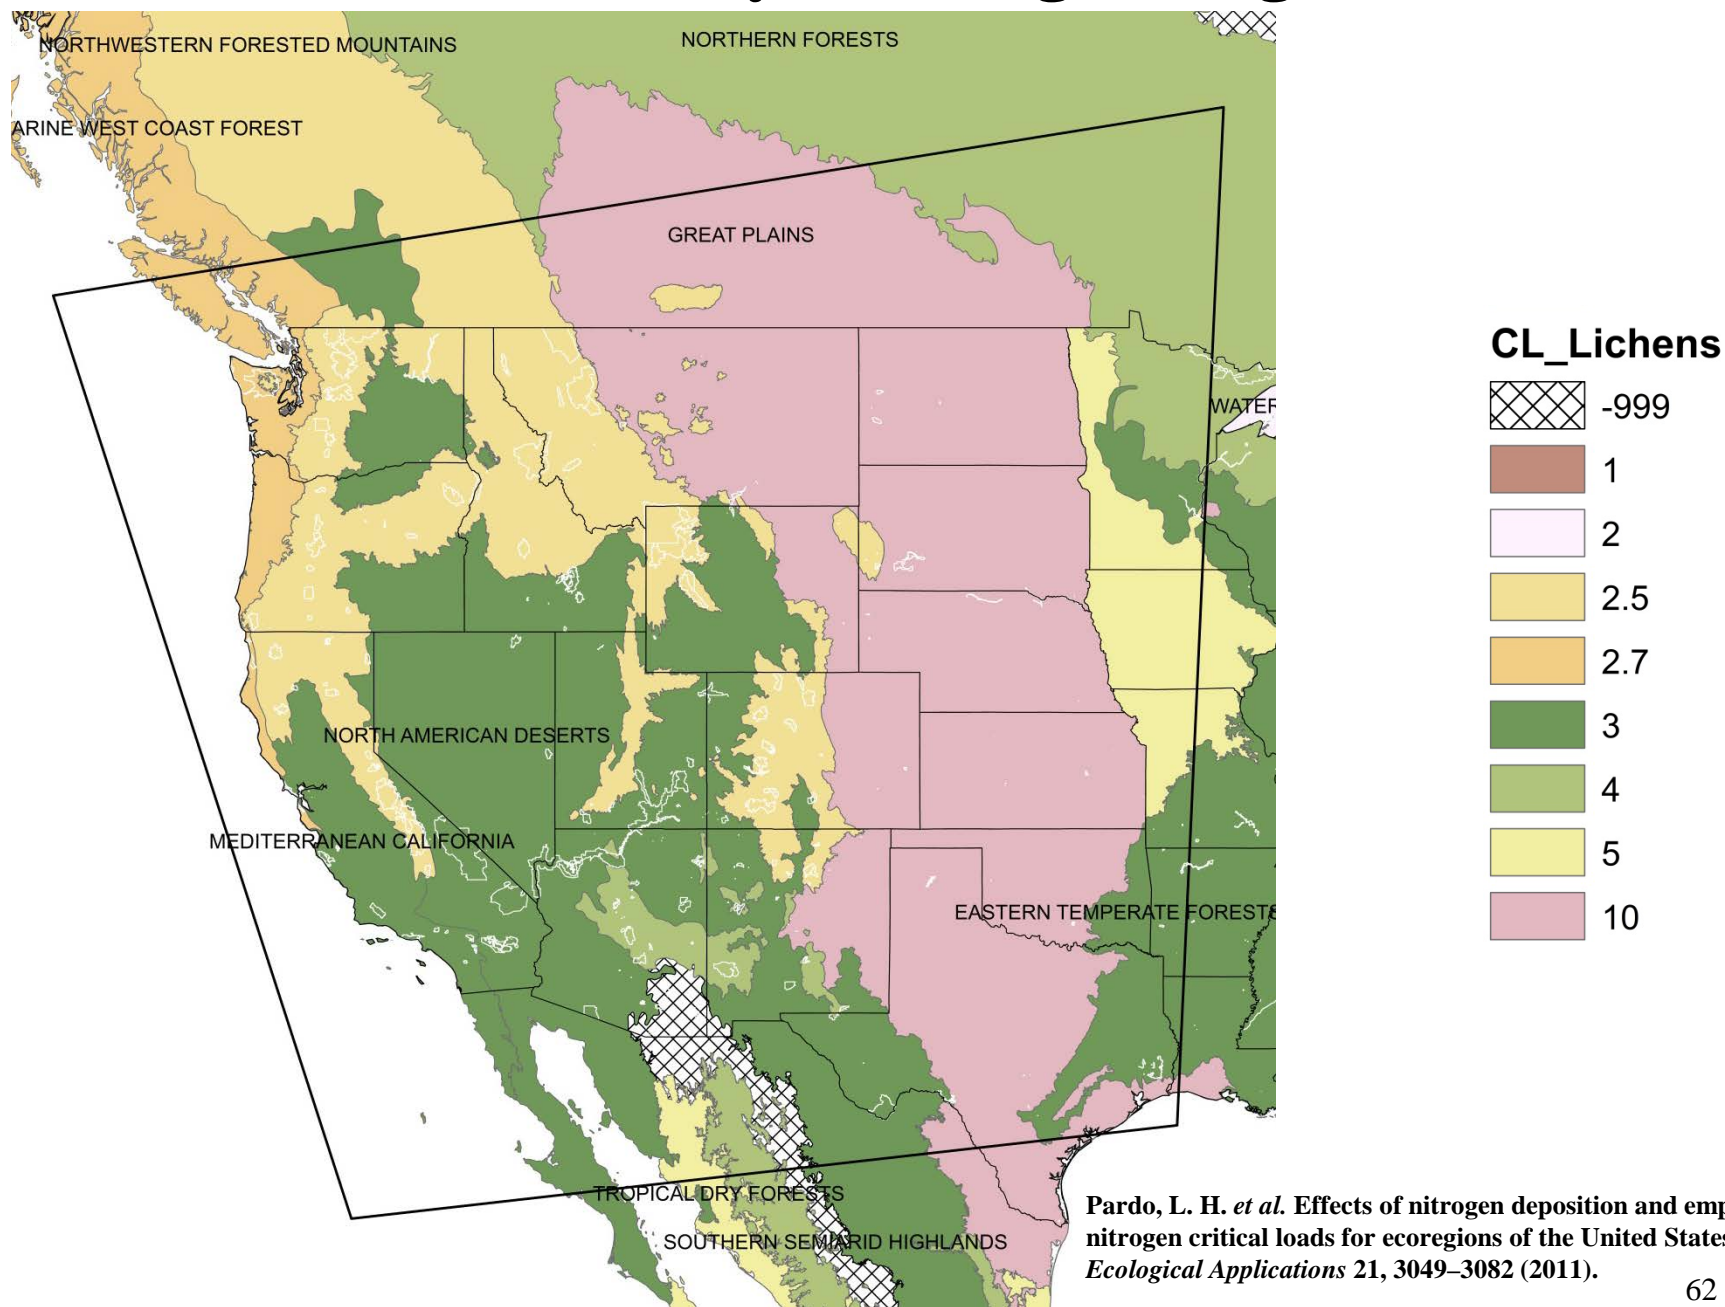 NORTHWESTERN FORESTED MOUNTAINS
NORTHERN FORESTS
ARINE WEST COAST FOREST
GREAT PLAINS
WATER
NORTH AMERICAN DESERTS
MEDITERRANEAN CALIFORNIA
EASTERN TEMPERATE FORESTS
TROPICAL DRY FORESTS
SOUTHERN SEMIARID HIGHLANDS
CL_Lichens
-999
1
2
2.5
2.7
3
4
5
10
Pardo, L. H. et al. Effects of nitrogen deposition and emp
nitrogen critical loads for ecoregions of the United States
Ecological Applications 21, 3049–3082 (2011).
62